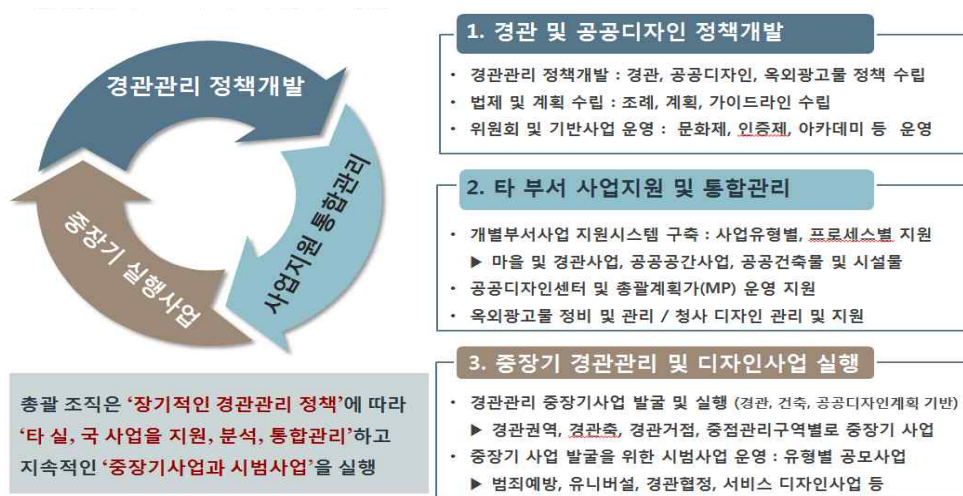 경관관리 정책개발
사업지원 통합관리
중장기 실행사업
총괄 조직은 ‘장기적인 경관관리 정책’에 따라
‘타 실, 국 사업을 지원, 분석, 통합관리’하고
지속적인 ‘중장기사업과 시범사업’을 실행
1. 경관 및 공공디자인 정책개발
• 경관관리 정책개발 : 경관, 공공디자인, 옥외광고물 정책 수립
• 법제 및 계획 수립 : 조례, 계획, 가이드라인 수립
• 위원회 및 기반사업 운영 : 문화제, 인증제, 아카데미 등 운영
2. 타 부서 사업지원 및 통합관리
• 개별부서사업 지원시스템 구축 : 사업유형별, 프로세스별 지원
▶ 마을 및 경관사업, 공공공간사업, 공공건축물 및 시설물
• 공공디자인센터 및 총괄계획가(MP) 운영 지원
• 옥외광고물 정비 및 관리 / 청사 디자인 관리 및 지원
3. 중장기 경관관리 및 디자인사업 실행
• 경관관리 중장기사업 발굴 및 실행 (경관, 건축, 공공디자인계획 기반)
▶ 경관권역, 경관축, 경관거점, 중점관리구역별로 중장기 사업
• 중장기 사업 발굴을 위한 시범사업 운영 : 유형별 공모사업
▶ 범죄예방, 유니버설, 경관협정, 서비스 디자인사업 등